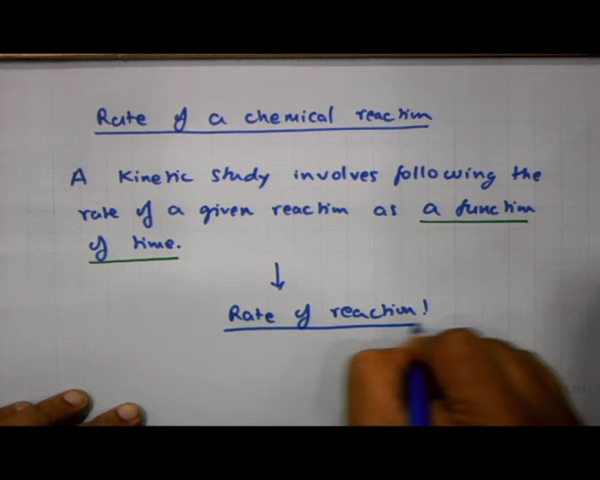 Rate of a chemical reaction
A Kinetic study involves following the
rate of a given reaction as a function
of time.
Rate of reaction!